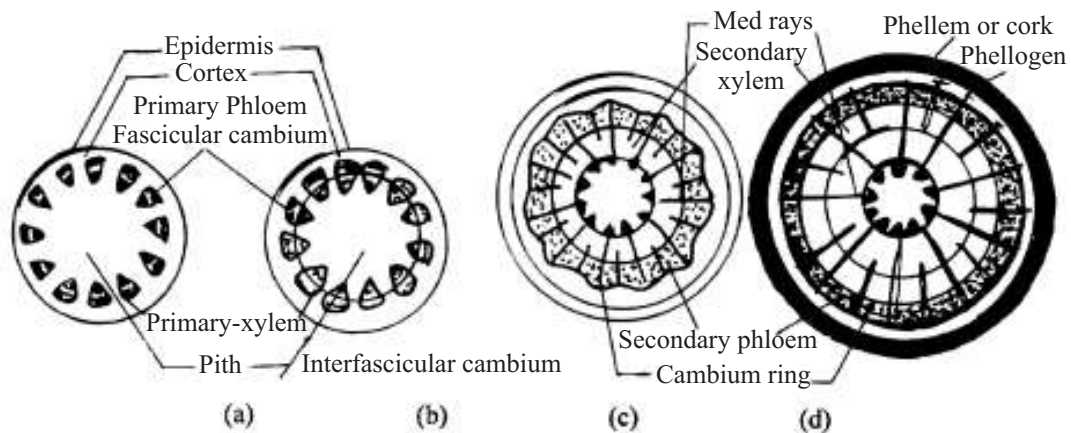 Epidermis
Cortex
Primary Phloem
Fascicular cambium
Primary-xylem
Pith
Interfascicular cambium
(a)
(b)
Med rays
Secondary
xylem
Phellem or cork
Phellogen
Secondary phloem
Cambium ring
(c)
(d)